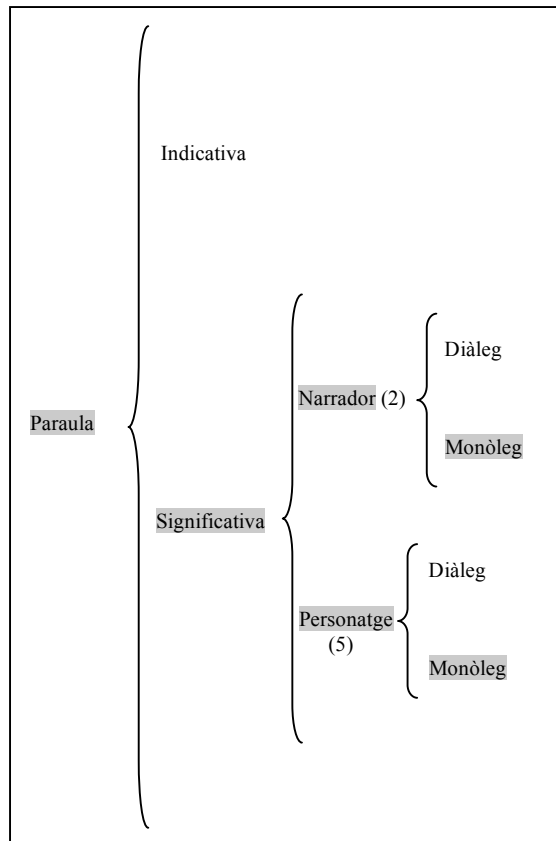 Indicativa
Diàleg
Narrador (2)
Paraula
Monòleg
Significativa
Diàleg
Personatge
(5)
Monòleg